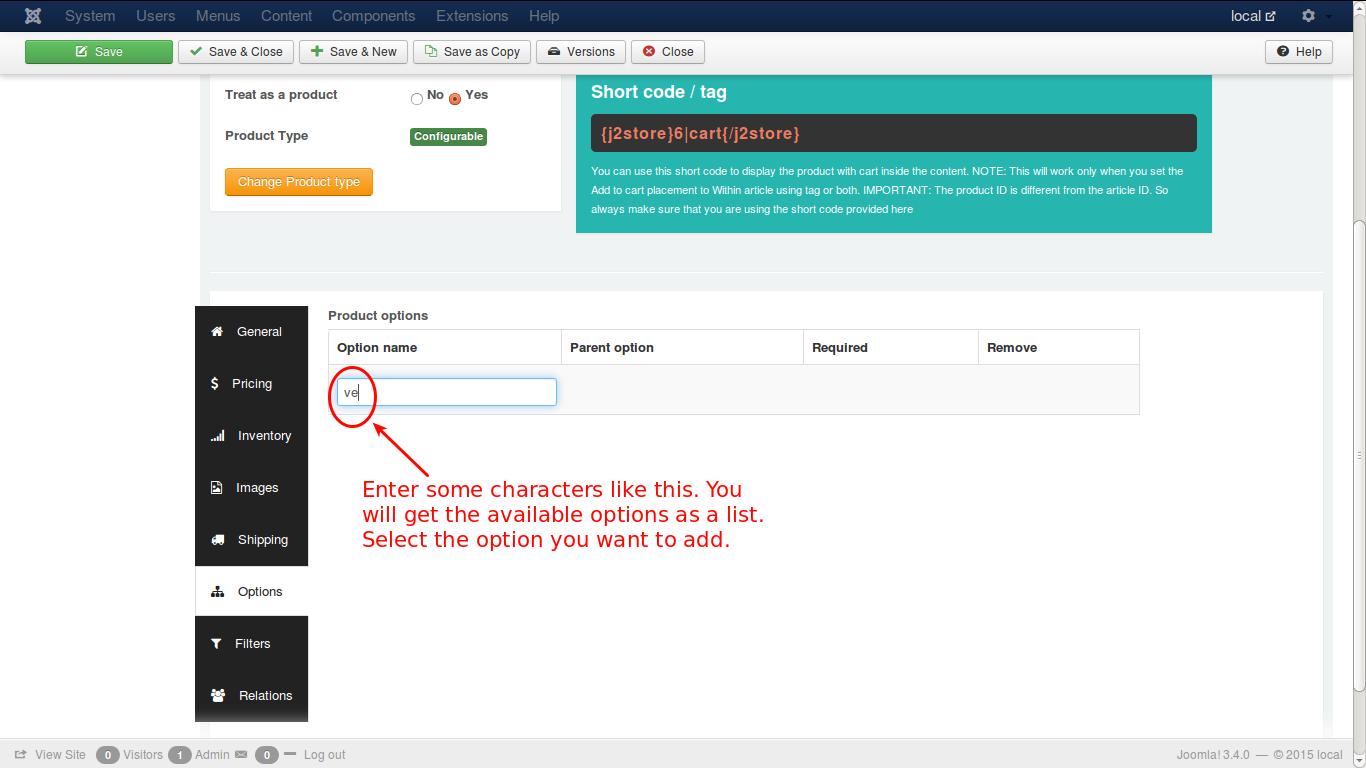 System Users Menus Content Components Extensions Help local
Save Save & Close Save & New Save as Copy Versions Close Help
Treat as a product No Yes
Product Type Configurable
Change Product type
Short code / tag
{j2store}6|cart{/j2store}
You can use this short code to display the product with cart inside the content. NOTE: This will work only when you set the
Add to cart placement to Within article using tag or both. IMPORTANT: The product ID is different from the article ID. So
always make sure that you are using the short code provided here
General
Pricing
Inventory
Images
Shipping
Options
Filters
Relations
Product options
Option name Parent option Required Remove
ve
Enter some characters like this. You
will get the available options as a list.
Select the option you want to add.
View Site 0 Visitors 1 Admin 0 Log out Joomla! 3.4.0 — © 2015 local